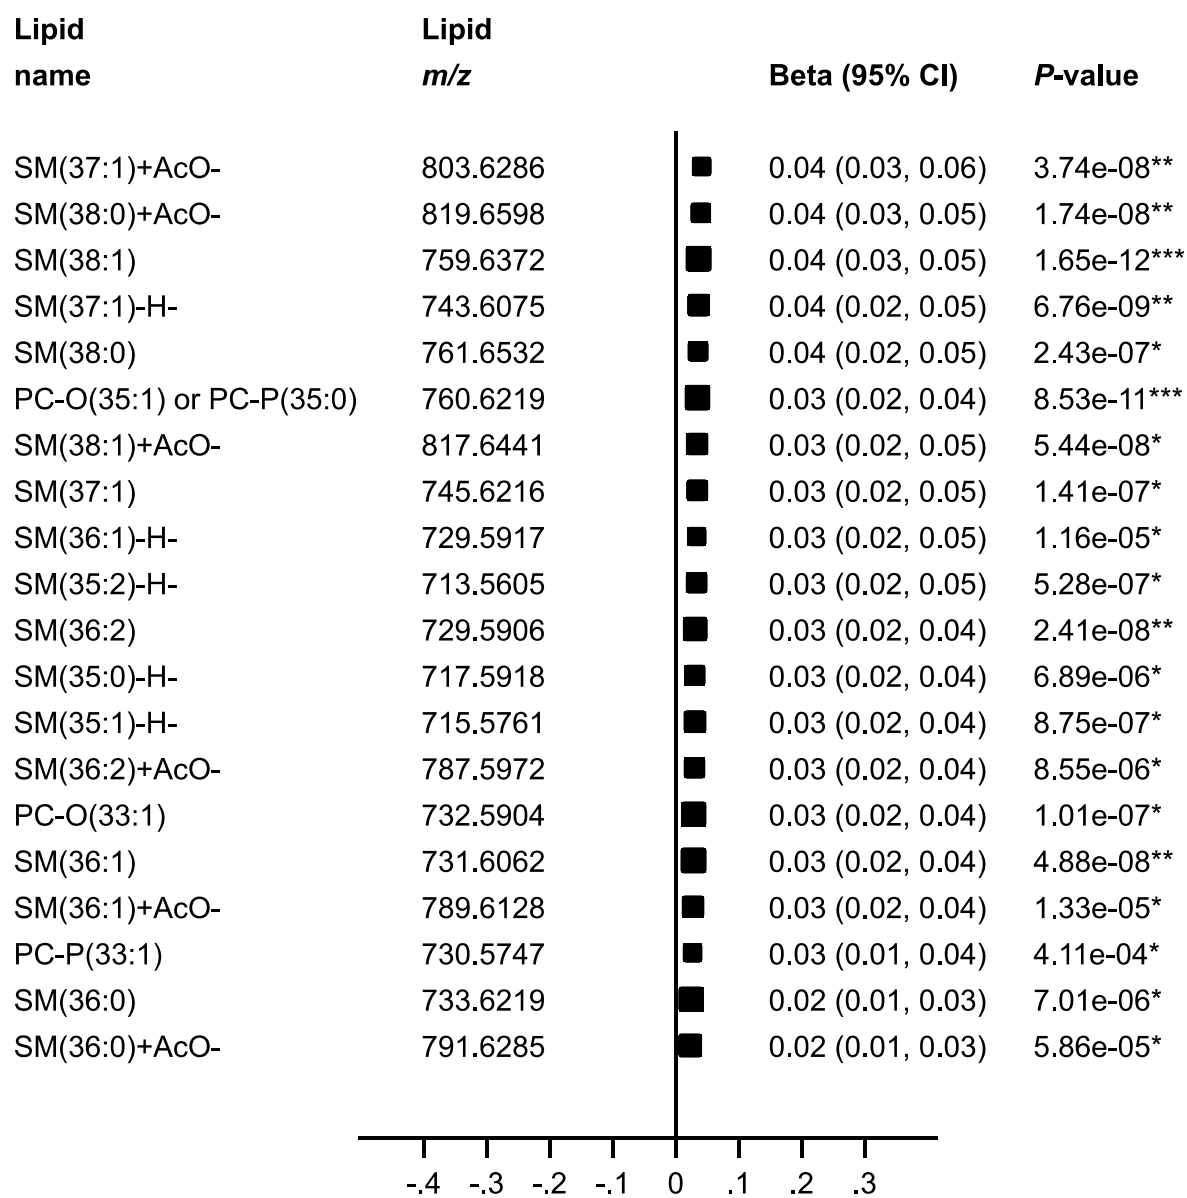 Lipid Lipid
name m/z Beta (95% CI) P-value
SM(37:1)+AcO- 803.6286 0.04 (0.03, 0.06) 3.74e-08**
SM(38:0)+AcO- 819.6598 0.04 (0.03, 0.05) 1.74e-08**
SM(38:1) 759.6372 0.04 (0.03, 0.05) 1.65e-12***
SM(37:1)-H- 743.6075 0.04 (0.02, 0.05) 6.76e-09**
SM(38:0) 761.6532 0.04 (0.02, 0.05) 2.43e-07*
PC-O(35:1) or PC-P(35:0) 760.6219 0.03 (0.02, 0.04) 8.53e-11***
SM(38:1)+AcO- 817.6441 0.03 (0.02, 0.05) 5.44e-08*
SM(37:1) 745.6216 0.03 (0.02, 0.05) 1.41e-07*
SM(36:1)-H- 729.5917 0.03 (0.02, 0.05) 1.16e-05*
SM(35:2)-H- 713.5605 0.03 (0.02, 0.05) 5.28e-07*
SM(36:2) 729.5906 0.03 (0.02, 0.04) 2.41e-08**
SM(35:0)-H- 717.5918 0.03 (0.02, 0.04) 6.89e-06*
SM(35:1)-H- 715.5761 0.03 (0.02, 0.04) 8.75e-07*
SM(36:2)+AcO- 787.5972 0.03 (0.02, 0.04) 8.55e-06*
PC-O(33:1) 732.5904 0.03 (0.02, 0.04) 1.01e-07*
SM(36:1) 731.6062 0.03 (0.02, 0.04) 4.88e-08**
SM(36:1)+AcO- 789.6128 0.03 (0.02, 0.04) 1.33e-05*
PC-P(33:1) 730.5747 0.03 (0.01, 0.04) 4.11e-04*
SM(36:0) 733.6219 0.02 (0.01, 0.03) 7.01e-06*
SM(36:0)+AcO- 791.6285 0.02 (0.01, 0.03) 5.86e-05*
-.4 -.3 -.2 -.1 0 .1 .2 .3